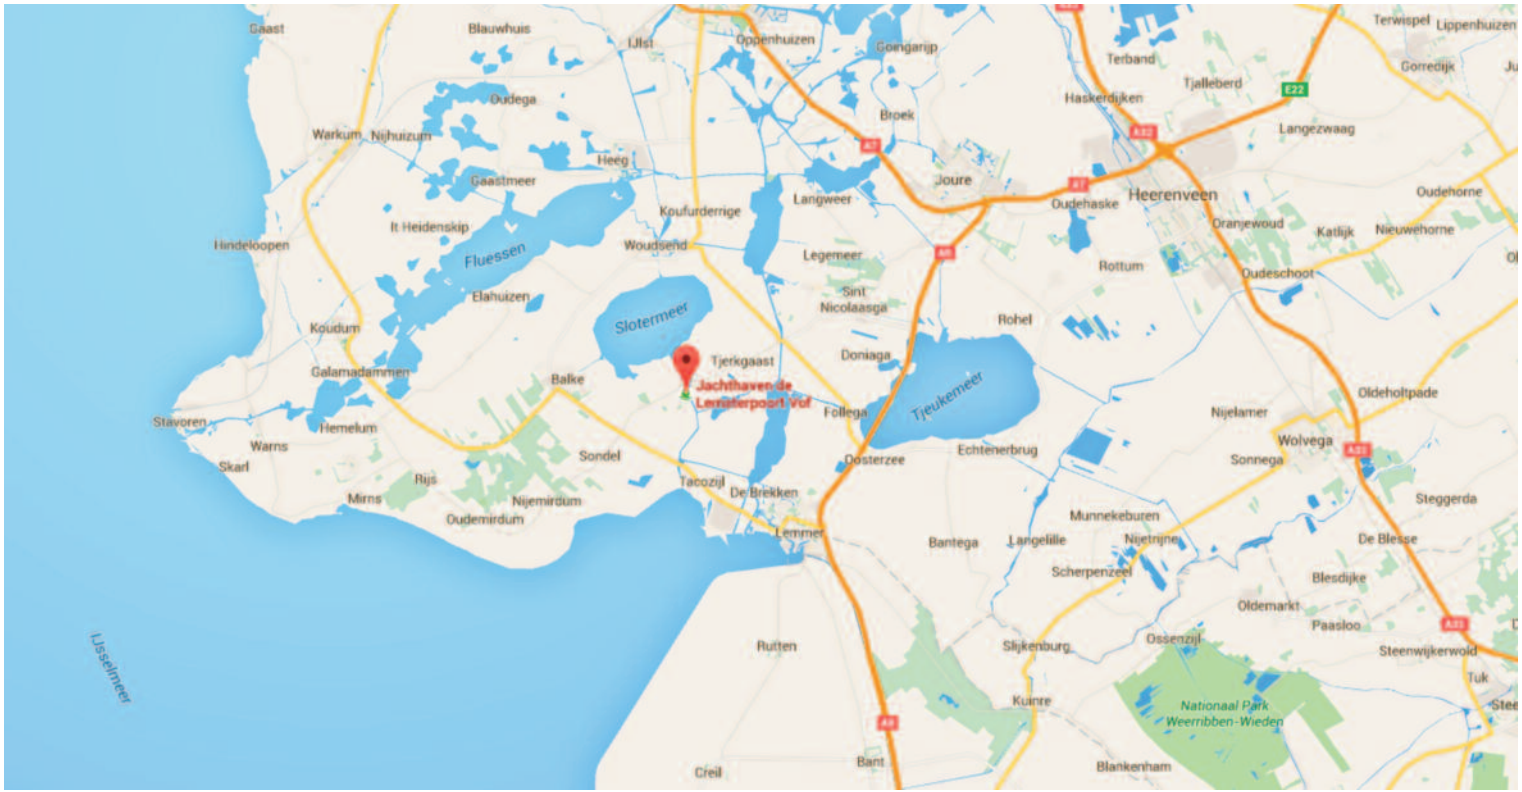 Gaast
Blauwhuis
IJlst
Oppenhuizen
Goingarijp
Terwispel
Lippenhuizen
Terband
Gorredijk
Tjalleberd
E22
Haskerdijken
Oudega
Broek
Langezwaag
Warkum
Nijhuizum
A32
A7
Heeg
Gaastmeer
Joure
A7
Langweer
Oudehaske
Heerenveen
Oudehorne
Koufurderrige
It Heidenskip
Oranjewoud
Katlijk
Nieuwehorne
Hindeloopen
Woudsend
Fluessen
Legemeer
A6
Rottum
Oudeschoot
Elahuizen
Sint
Nicolaasga
Slotermeer
Rohel
Koudum
Tjerkgaast
Doniaga
Galamadammen
Balke
Jachthaven de
Lemsterpoort Vof
Tjeukemeer
Oldeholtpade
Stavoren
Hemelum
Follega
Nijelamer
Warns
Sondel
Oosterzee
Echtenerbrug
Wolvega
Skarl
Sonnega
Rijs
Tacozijl
De Brekken
Mirns
Nijemirdum
Steggerda
Oudemirdum
Munnekeburen
Lemmer
Bantega
Langelille
Nijetrijne
De Blesse
Scherpenzeel
Blesdijke
Oldemarkt
Paasloo
IJsselmeer
Rutten
Slijkenburg
Ossenzijl
Steenwijkerwold
Tuk
Kuinre
Nationaal Park
Weerribben-Wieden
Creil
Bant
Blankenham